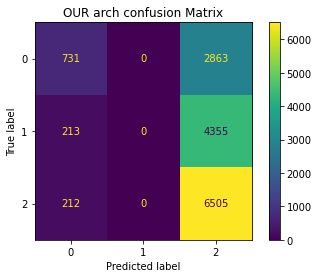 OUR arch confusion Matrix
0 731 0 2863
1 213 0 4355
2 212 0 6505
0 1 2
True label
Predicted label
6000
5000
4000
3000
2000
1000
0